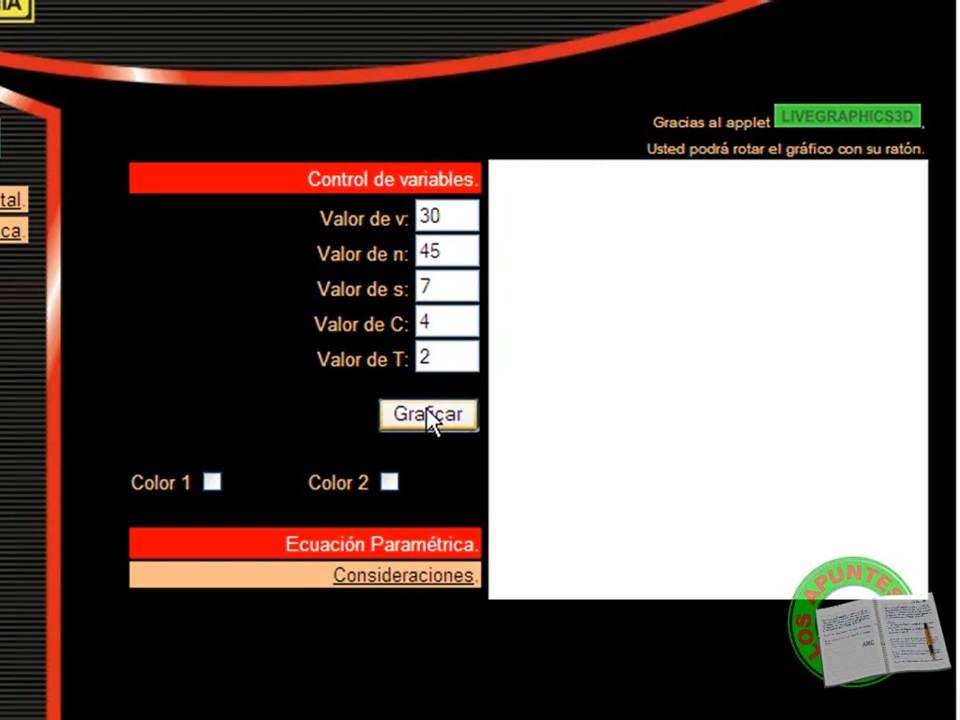 IA
Gracias al applet LIVEGRAPHICS3D.
Usted podrá rotar el gráfico con su ratón.
Control de variables.
tal.
ca.
Valor de v: 30
Valor de n: 45
Valor de s: 7
Valor de C: 4
Valor de T: 2
Graficar
Color 1
Color 2
Ecuación Paramétrica.
Consideraciones.
LOS APUNTES